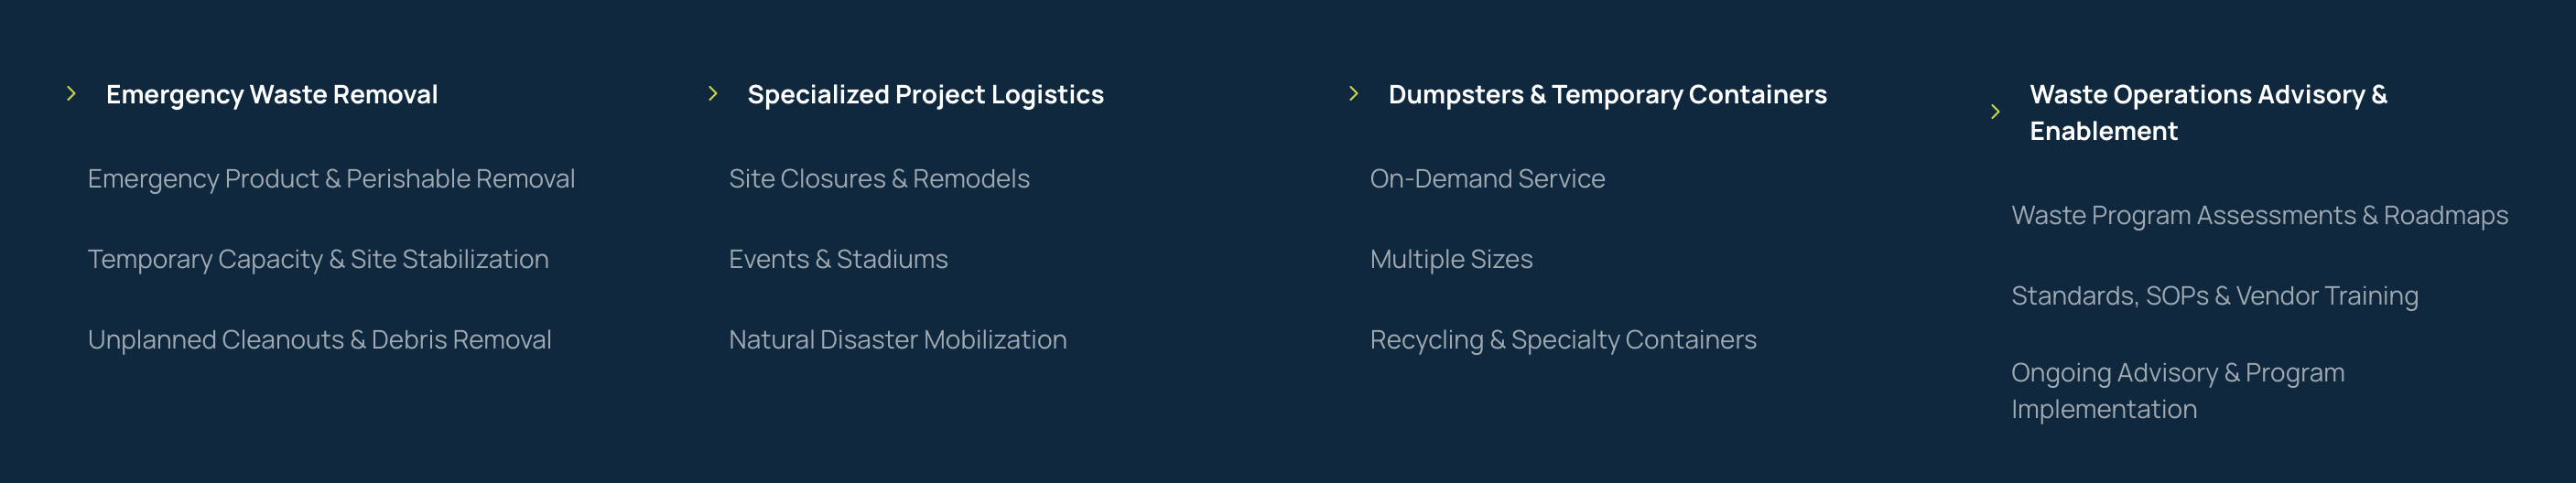 Emergency Waste Removal
Emergency Product & Perishable Removal
Temporary Capacity & Site Stabilization
Unplanned Cleanouts & Debris Removal
Specialized Project Logistics
Site Closures & Remodels
Events & Stadiums
Natural Disaster Mobilization
Dumpsters & Temporary Containers
On-Demand Service
Multiple Sizes
Recycling & Specialty Containers
Waste Operations Advisory &
Enablement
Waste Program Assessments & Roadmaps
Standards, SOPs & Vendor Training
Ongoing Advisory & Program
Implementation